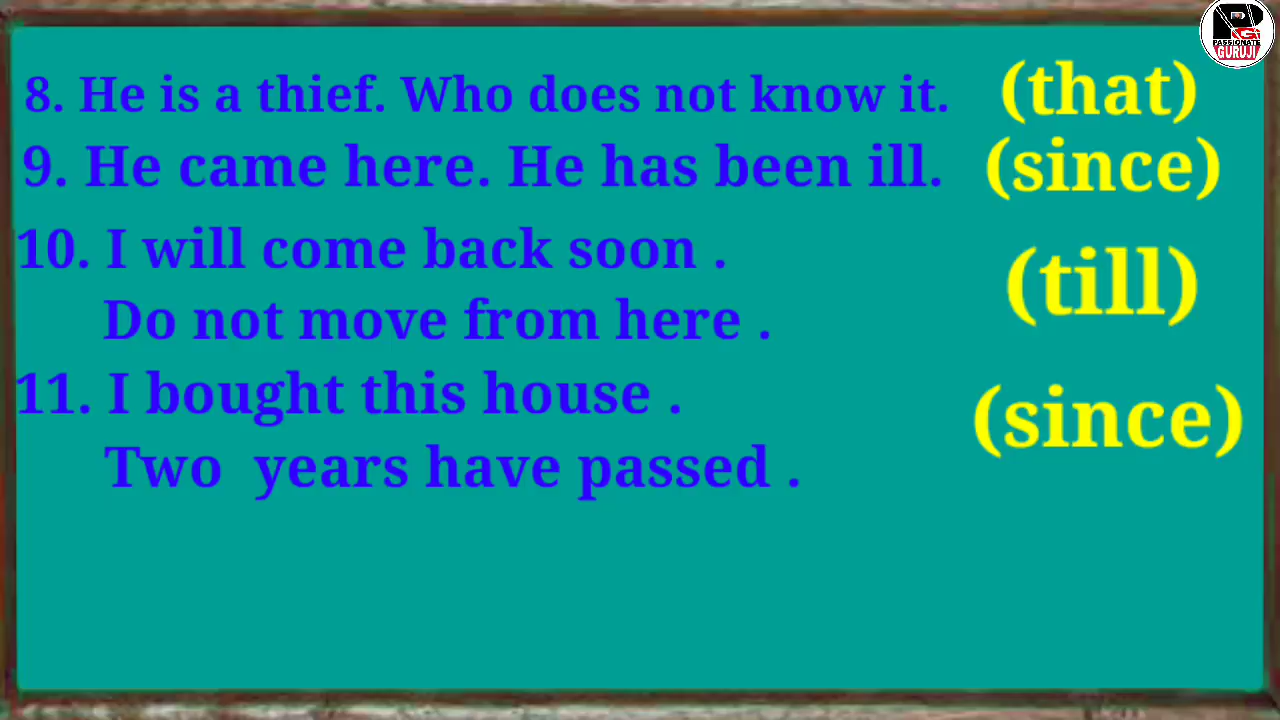 8. He is a thief. Who does not know it. (that)
9. He came here. He has been ill. (since)
10. I will come back soon .
(till)
Do not move from here .
11. I bought this house .
(since)
Two years have passed .
PASSIONATE
GURUJI